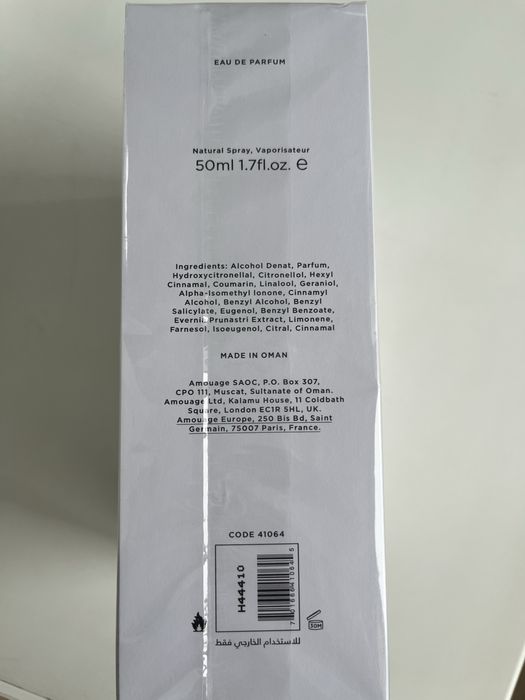 EAU DE PARFUM
Natural Spray, Vaporisateur
50ml 1.7fl.oz. e
Ingredients: Alcohol Denat, Parfum,
Hydroxycitronellal, Citronellol, Hexyl
Cinnamal, Coumarin, Linalool, Geraniol,
Alpha-Isomethyl Ionone, Cinnamyl
Alcohol, Benzyl Alcohol, Benzyl
Salicylate, Eugenol, Benzyl Benzoate,
Evernia Prunastri Extract, Limonene,
Farnesol, Isoeugenol, Citral, Cinnamal
MADE IN OMAN
Amouage SAOC, P.O. Box 307,
CPO 111, Muscat, Sultanate of Oman.
Amouage Ltd, Kalamu House, 11 Coldbath
Square, London EC1R 5HL, UK.
Amouage Europe, 250 Bis Bd, Saint
Germain, 75007 Paris, France.
CODE 41064
H44410
7 01666 41064 5
30M
للاستخدام الخارجي فقط